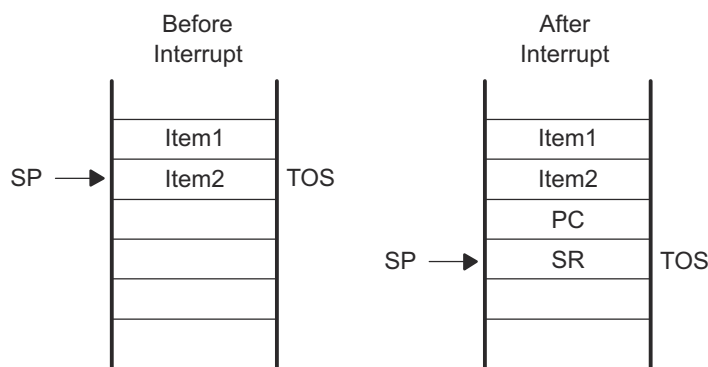 Before
Interrupt
After
Interrupt
Item1
Item1
SP
Item2
TOS
Item2
PC
SP
SR
TOS